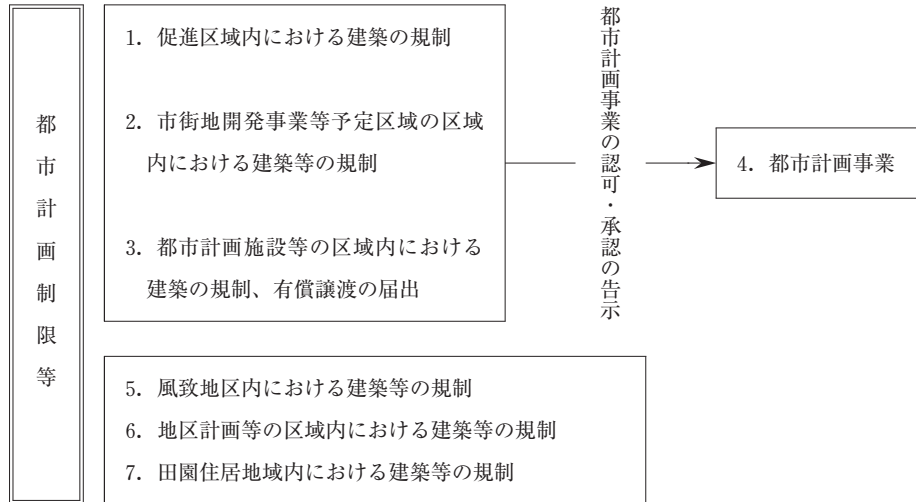 都市計画制限等
1. 促進区域内における建築の規制
2. 市街地開発事業等予定区域の区域
内における建築等の規制
3. 都市計画施設等の区域内における
建築の規制、有償譲渡の届出
都市計画事業の認可・承認の告示
4. 都市計画事業
5. 風致地区内における建築等の規制
6. 地区計画等の区域内における建築等の規制
7. 田園住居地域内における建築等の規制